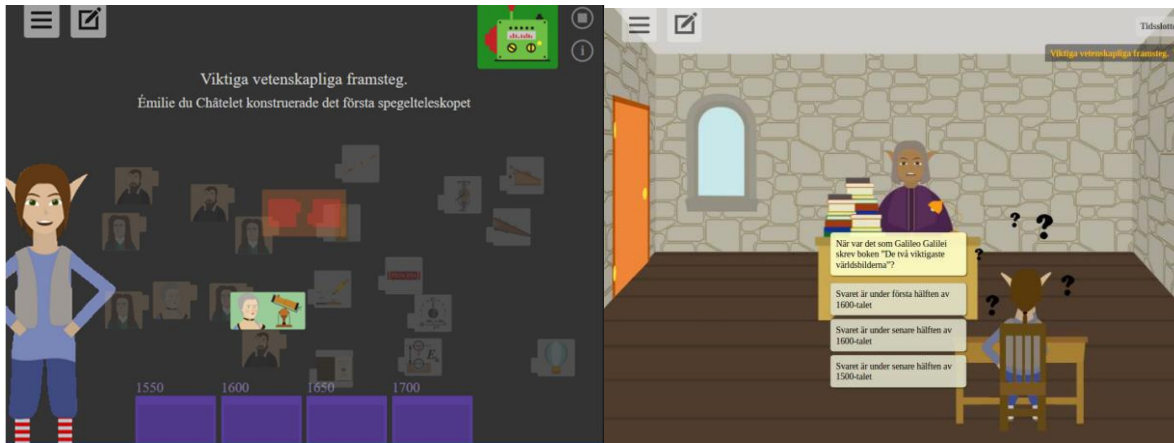 Viktiga vetenskapliga framsteg.
Émilie du Châtelet konstruerade det första spegelteleskopet
1550 1600 1650 1700
Tidsslotte
Viktiga vetenskapliga framsteg.
När var det som Galileo Galilei
skrev boken "De två viktigaste
världsbilderna"?
Svaret är under första hälften av
1600-talet
Svaret är under senare hälften av
1600-talet
Svaret är under senare hälften av
1500-talet